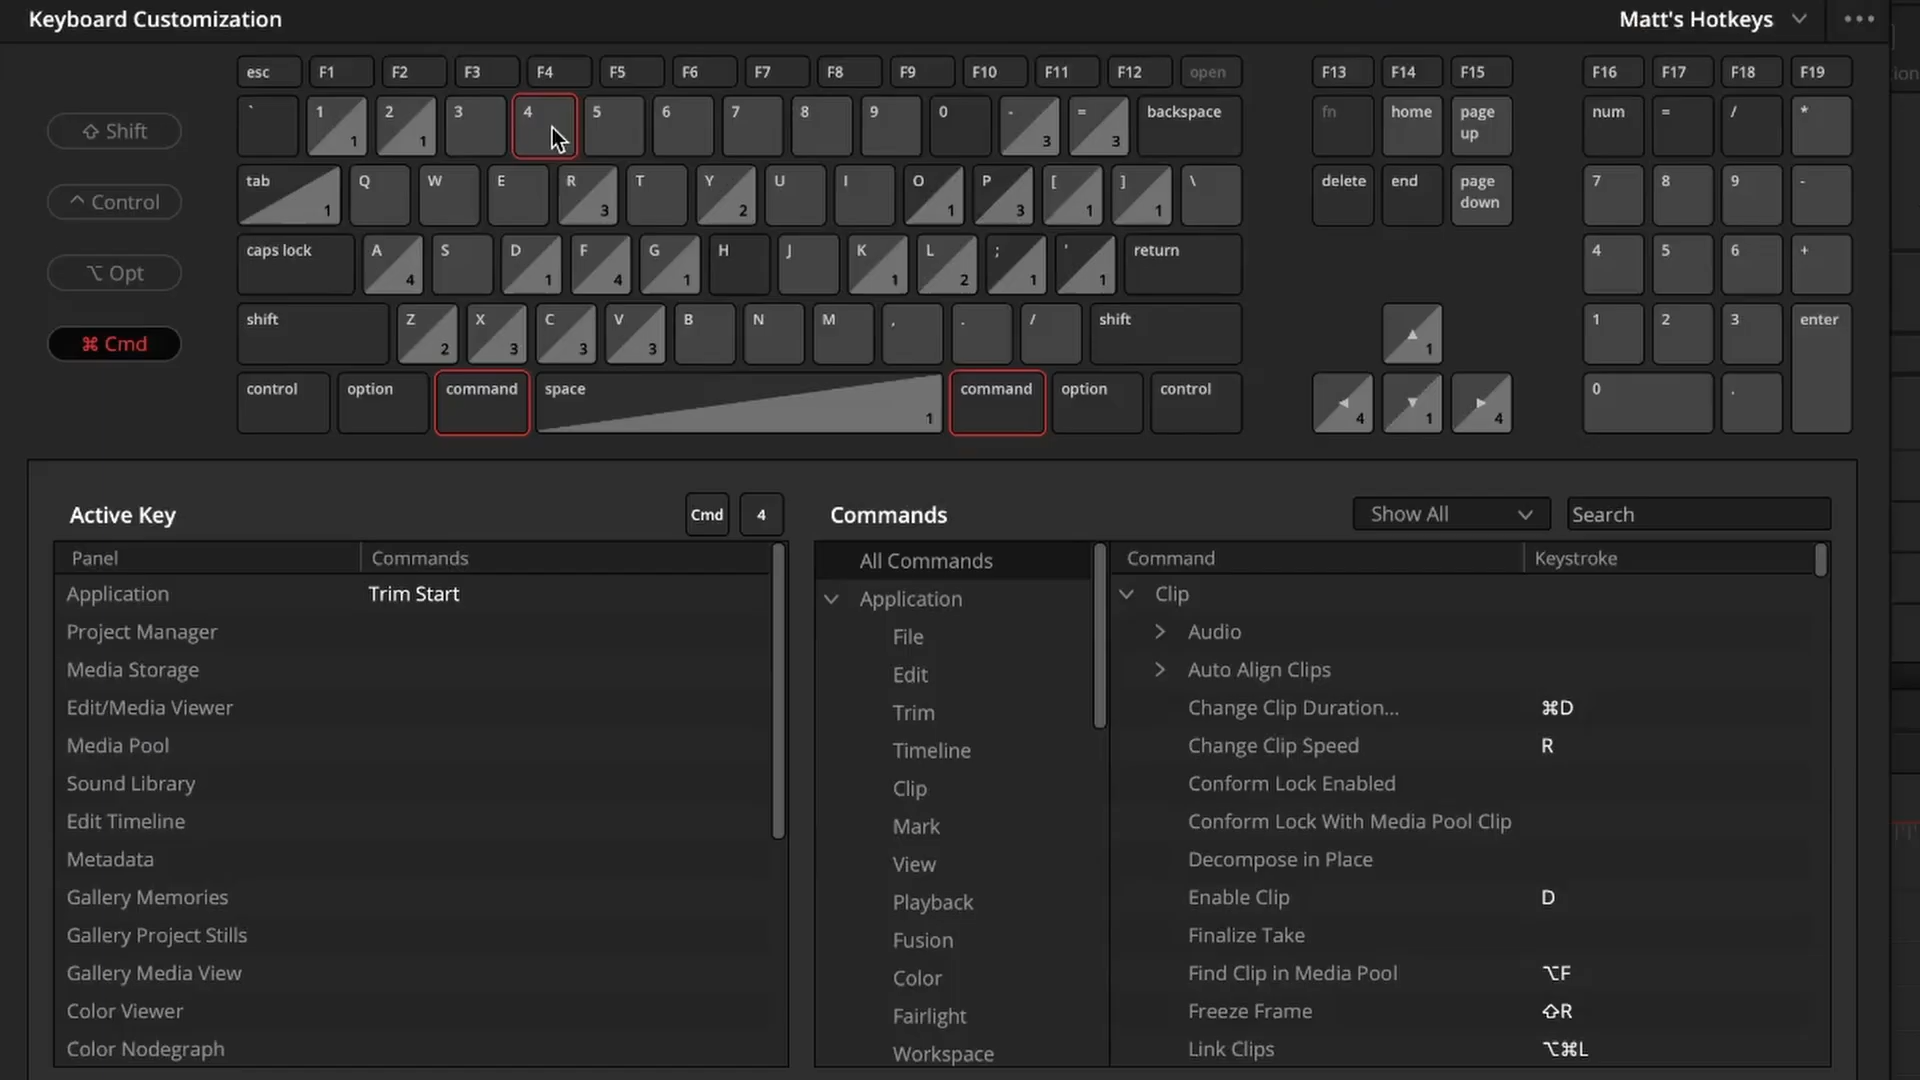 Keyboard Customization
Matt's Hotkeys
esc F1 F2 F3 F4 F5 F6 F7 F8 F9 F10 F11 F12 open F13 F14 F15 F16 F17 F18 F19
⇧ Shift
` 1 1 2 1 3 4 5 6 7 8 9 0 - 3 = 3 backspace fn home page up num = / *
^ Control
tab 1 Q W E R 3 T Y 2 U I O 1 P 3 [ 1 ] 1 \ delete end page down 7 8 9 -
⌥ Opt
caps lock A 4 S D 1 F 4 G 1 H J K 1 L 2 ; 1 ' 1 return 4 5 6 +
⌘ Cmd
shift Z 2 X 3 C 3 V 3 B N M , . / shift ▲ 1 1 2 3 enter
control option command space 1 command option control ◀ 4 ▼ 1 ▶ 4 0 .
Active Key Cmd 4
Panel Commands
Application Trim Start
Project Manager
Media Storage
Edit/Media Viewer
Media Pool
Sound Library
Edit Timeline
Metadata
Gallery Memories
Gallery Project Stills
Gallery Media View
Color Viewer
Color Nodegraph
Commands Show All Search
All Commands
Application
File
Edit
Trim
Timeline
Clip
Mark
View
Playback
Fusion
Color
Fairlight
Workspace
Command Keystroke
Clip
Audio
Auto Align Clips
Change Clip Duration... ⌘D
Change Clip Speed R
Conform Lock Enabled
Conform Lock With Media Pool Clip
Decompose in Place
Enable Clip D
Finalize Take
Find Clip in Media Pool ⌥F
Freeze Frame ⇧R
Link Clips ⌥⌘L